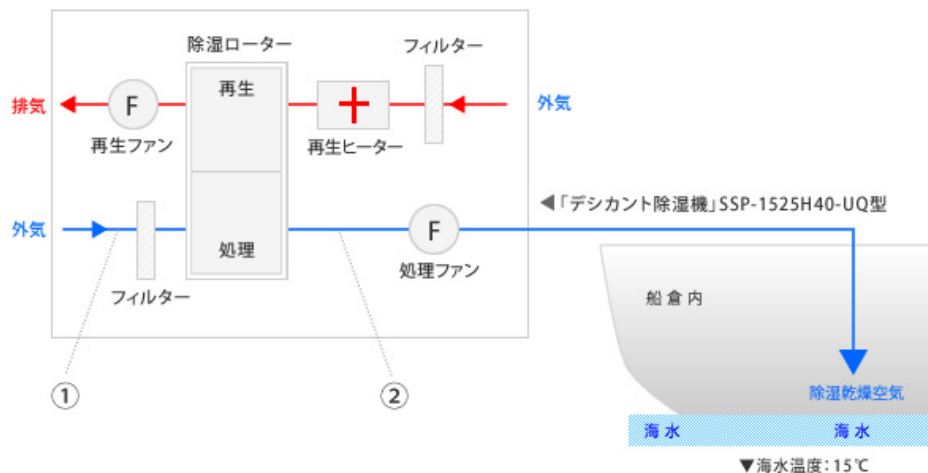 除湿ローター
フィルター
再生
排気
F
外気
再生ファン
再生ヒーター
◀「デシカント除湿機」SSP-1525H40-UQ型
外気
処理
F
処理ファン
フィルター
船倉内
①
②
除湿乾燥空気
海水
海水
▼海水温度:15℃